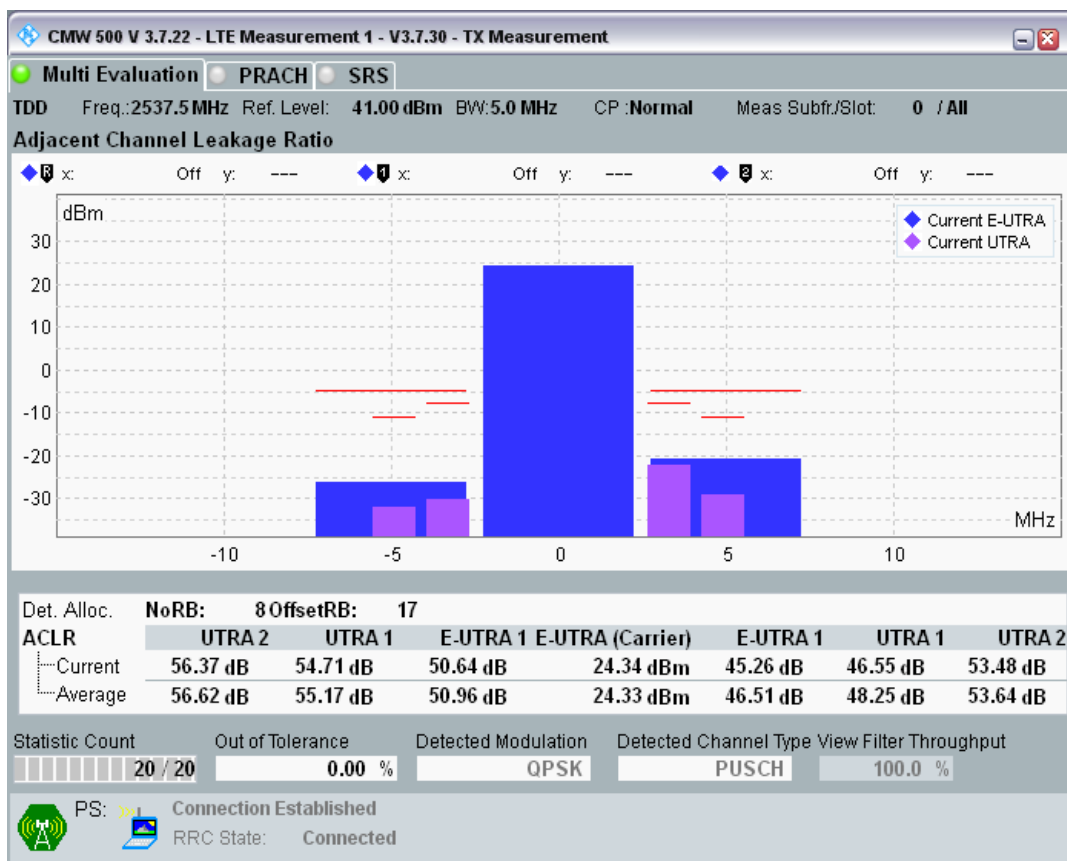 CMW 500 V 3.7.22 - LTE Measurement 1 - V3.7.30 - TX Measurement
Multi Evaluation PRACH SRS
TDD Freq.:2537.5 MHz Ref. Level: 41.00 dBm BW:5.0 MHz CP :Normal Meas Subfr./Slot: 0 / All
Adjacent Channel Leakage Ratio
R x: Off y: --- 1 x: Off y: --- 2 x: Off y: ---
dBm
Current E-UTRA
Current UTRA
30
20
10
0
-10
-20
-30
MHz
-10 -5 0 5 10
Det. Alloc. NoRB: 8 OffsetRB: 17
ACLR UTRA 2 UTRA 1 E-UTRA 1 E-UTRA (Carrier) E-UTRA 1 UTRA 1 UTRA 2
Current 56.37 dB 54.71 dB 50.64 dB 24.34 dBm 45.26 dB 46.55 dB 53.48 dB
Average 56.62 dB 55.17 dB 50.96 dB 24.33 dBm 46.51 dB 48.25 dB 53.64 dB
Statistic Count Out of Tolerance Detected Modulation Detected Channel Type View Filter Throughput
20 / 20 0.00 % QPSK PUSCH 100.0 %
PS: Connection Established
RRC State: Connected